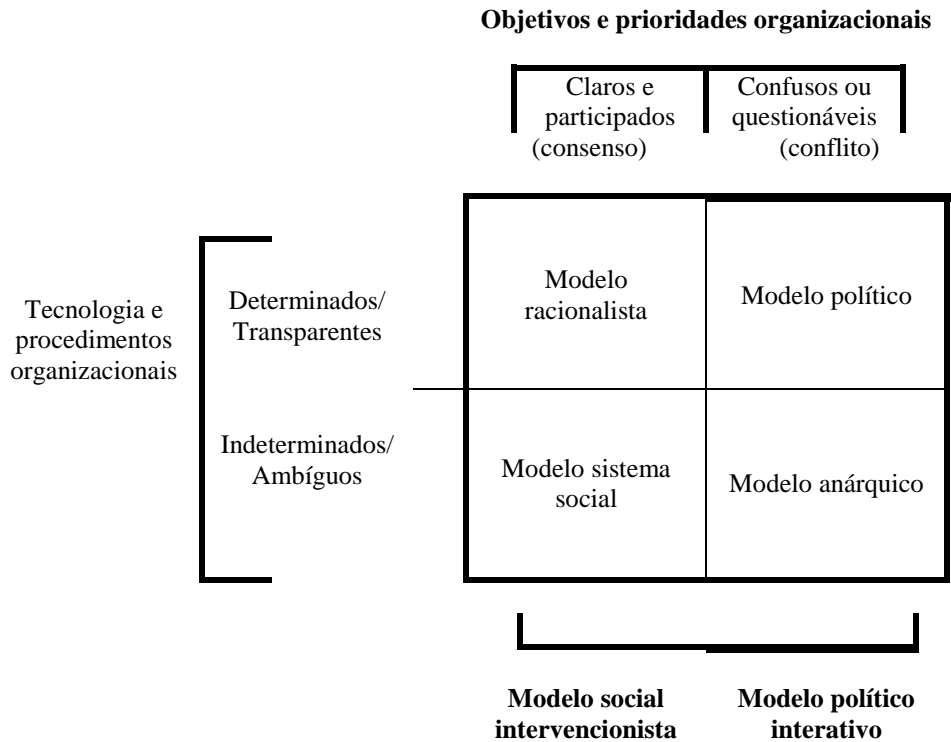 Objetivos e prioridades organizacionais
Claros e
participados
(consenso)
Confusos ou
questionáveis
(conflito)
Tecnologia e
procedimentos
organizacionais
Determinados/
Transparentes
Modelo
racionalista
Modelo político
Indeterminados/
Ambíguos
Modelo sistema
social
Modelo anárquico
Modelo social
intervencionista
Modelo político
interativo